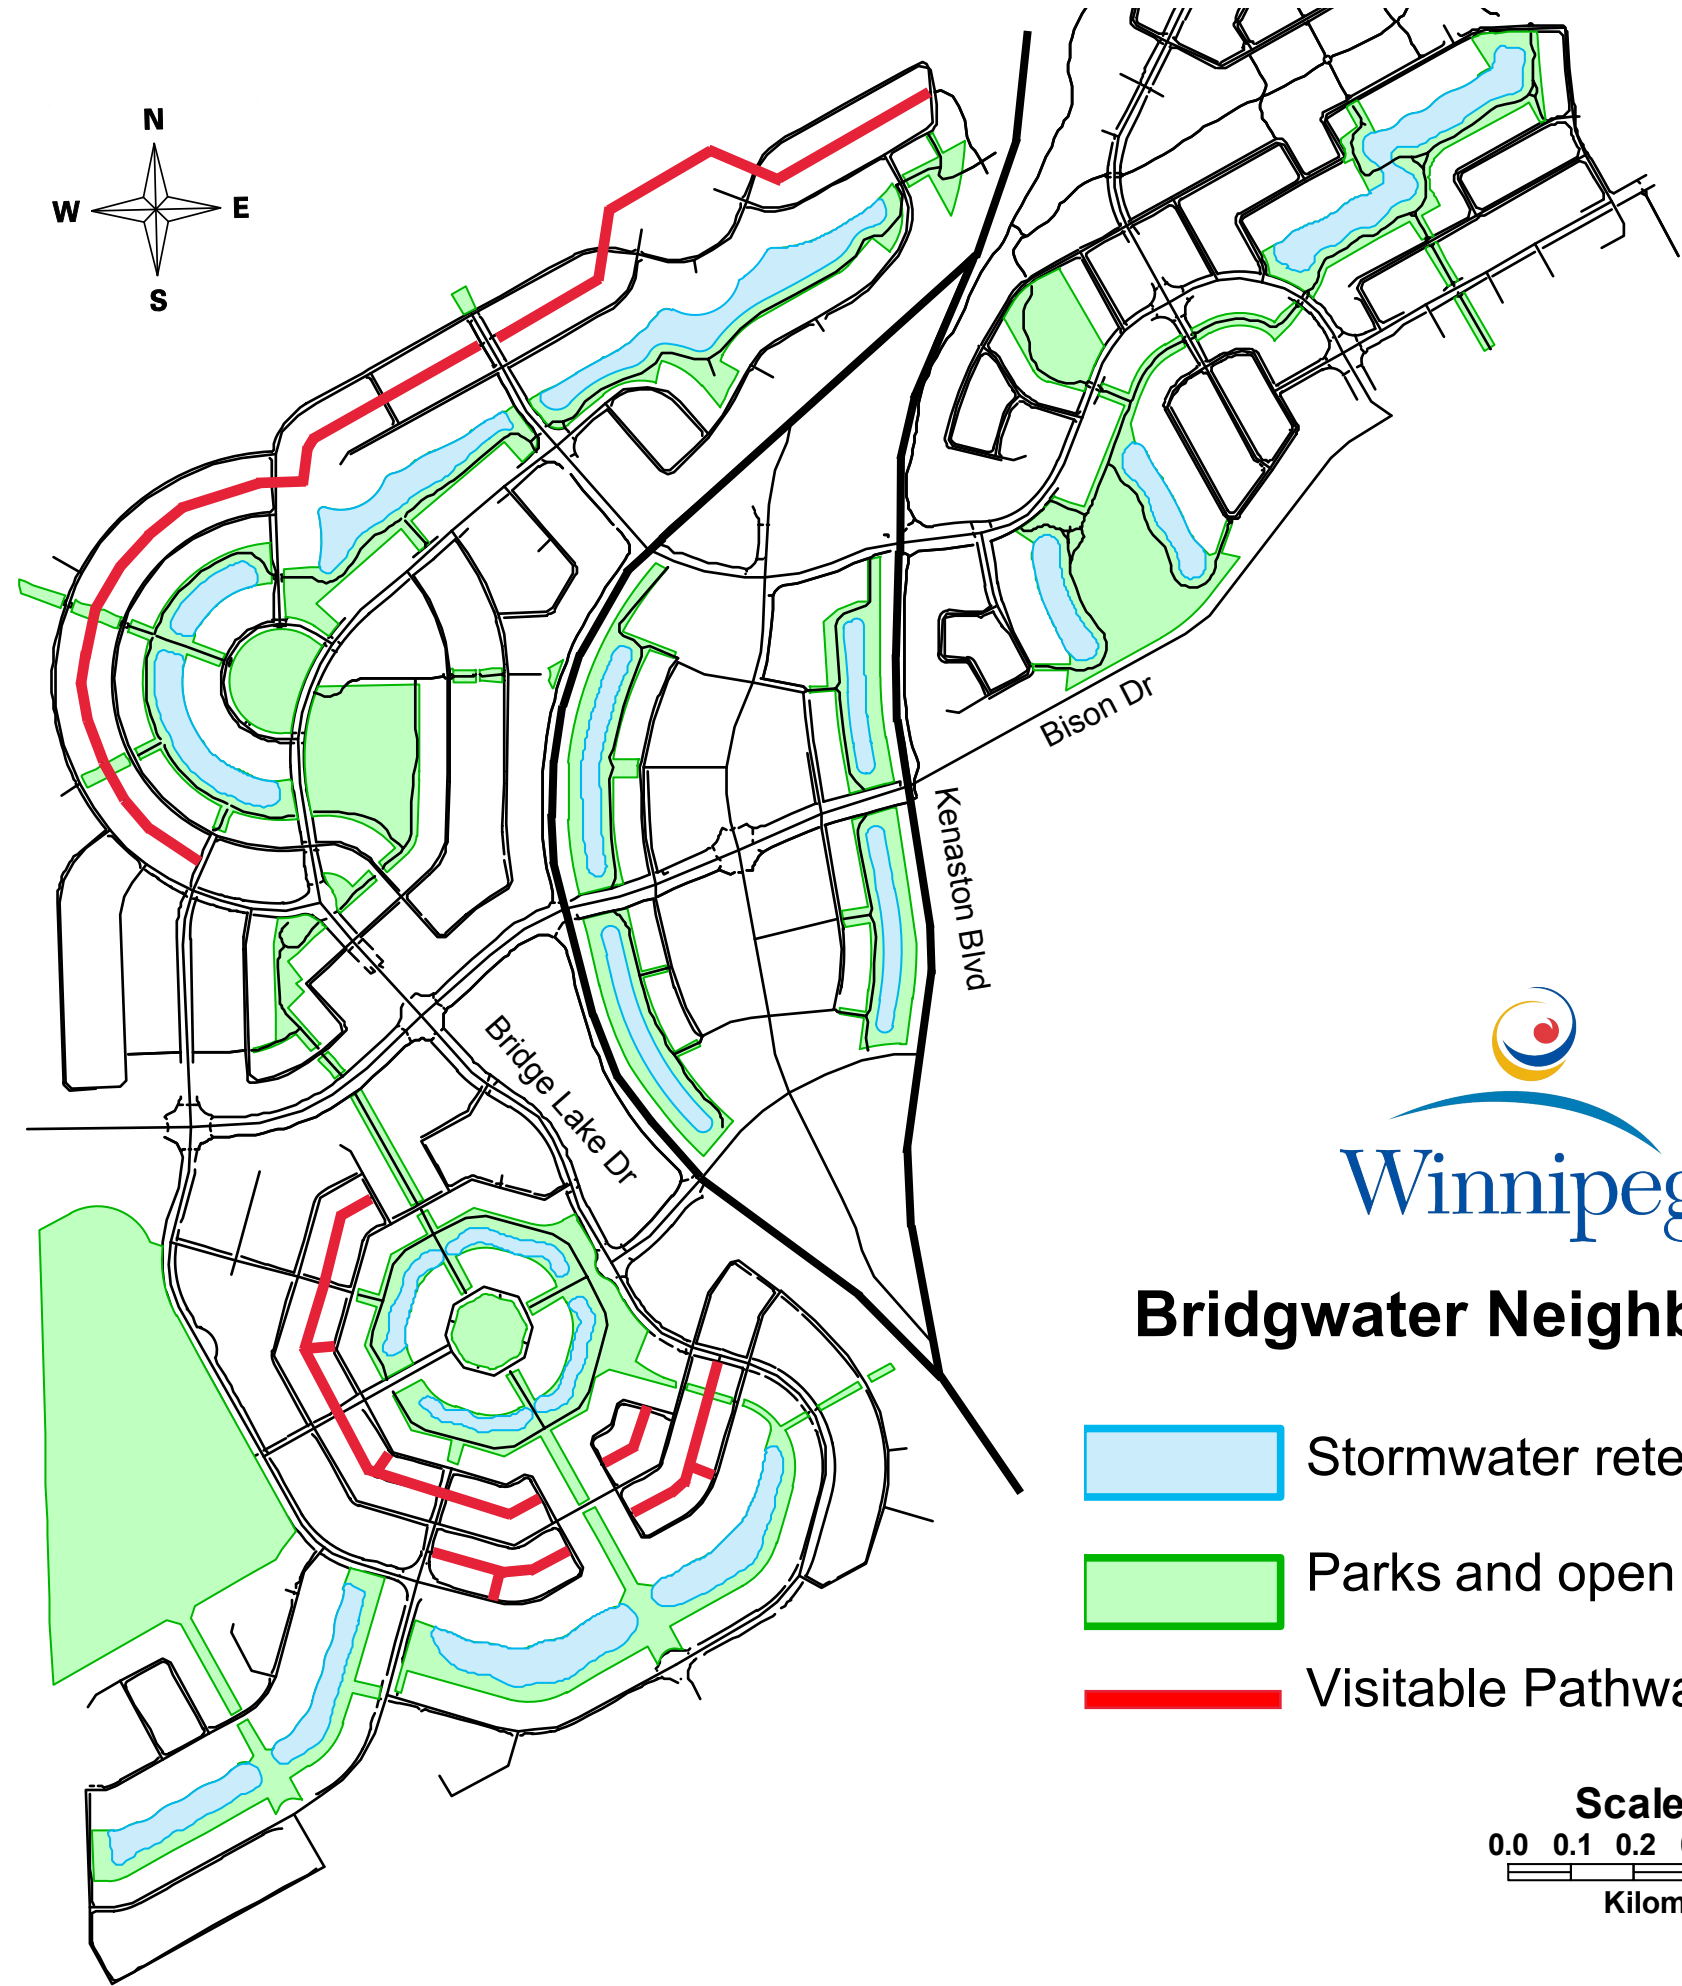 N
W E
S
Bison Dr
Kenaston Blvd
Bridge Lake Dr
Winnipeg
Bridgwater Neighb
Stormwater rete
Parks and open
Visitable Pathwa
Scale
0.0 0.1 0.2
Kilom